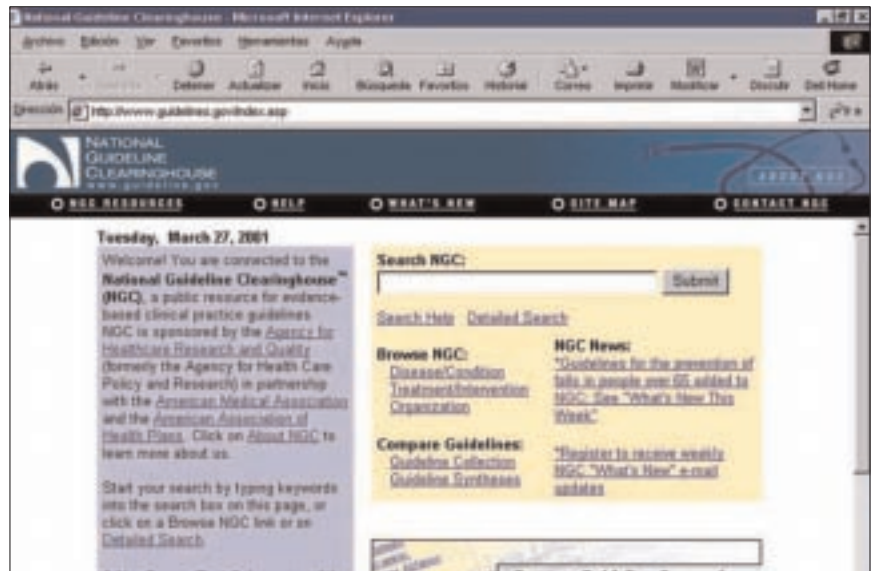 National Guideline Clearinghouse - Microsoft Internet Explorer
Archivo Edición Ver Favoritos Herramientas Ayuda
Atrás Detener Actualizar Inicio Búsqueda Favoritos Historial Correo Imprimir Modificar Discutir Dell Home
Dirección http://www.guidelines.gov/index.asp
NATIONAL
GUIDELINE
CLEARINGHOUSE
www.guideline.gov
ABOUT NGC
NGC RESOURCES HELP WHAT'S NEW SITE MAP CONTACT NGC
Tuesday, March 27, 2001
Welcome! You are connected to the
National Guideline Clearinghouse™
(NGC), a public resource for evidence-
based clinical practice guidelines.
NGC is sponsored by the Agency for
Healthcare Research and Quality
(formerly the Agency for Health Care
Policy and Research) in partnership
with the American Medical Association
and the American Association of
Health Plans. Click on About NGC to
learn more about us.
Start your search by typing keywords
into the search box on this page, or
click on a Browse NGC link or on
Detailed Search.
Search NGC:
Submit
Search Help Detailed Search
Browse NGC:
Disease/Condition
Treatment/Intervention
Organization
Compare Guidelines:
Guideline Collection
Guideline Syntheses
NGC News:
"Guidelines for the prevention of
falls in people over 65 added to
NGC: See "What's New This
Week"
"Register to receive weekly
NGC "What's New" e-mail
updates